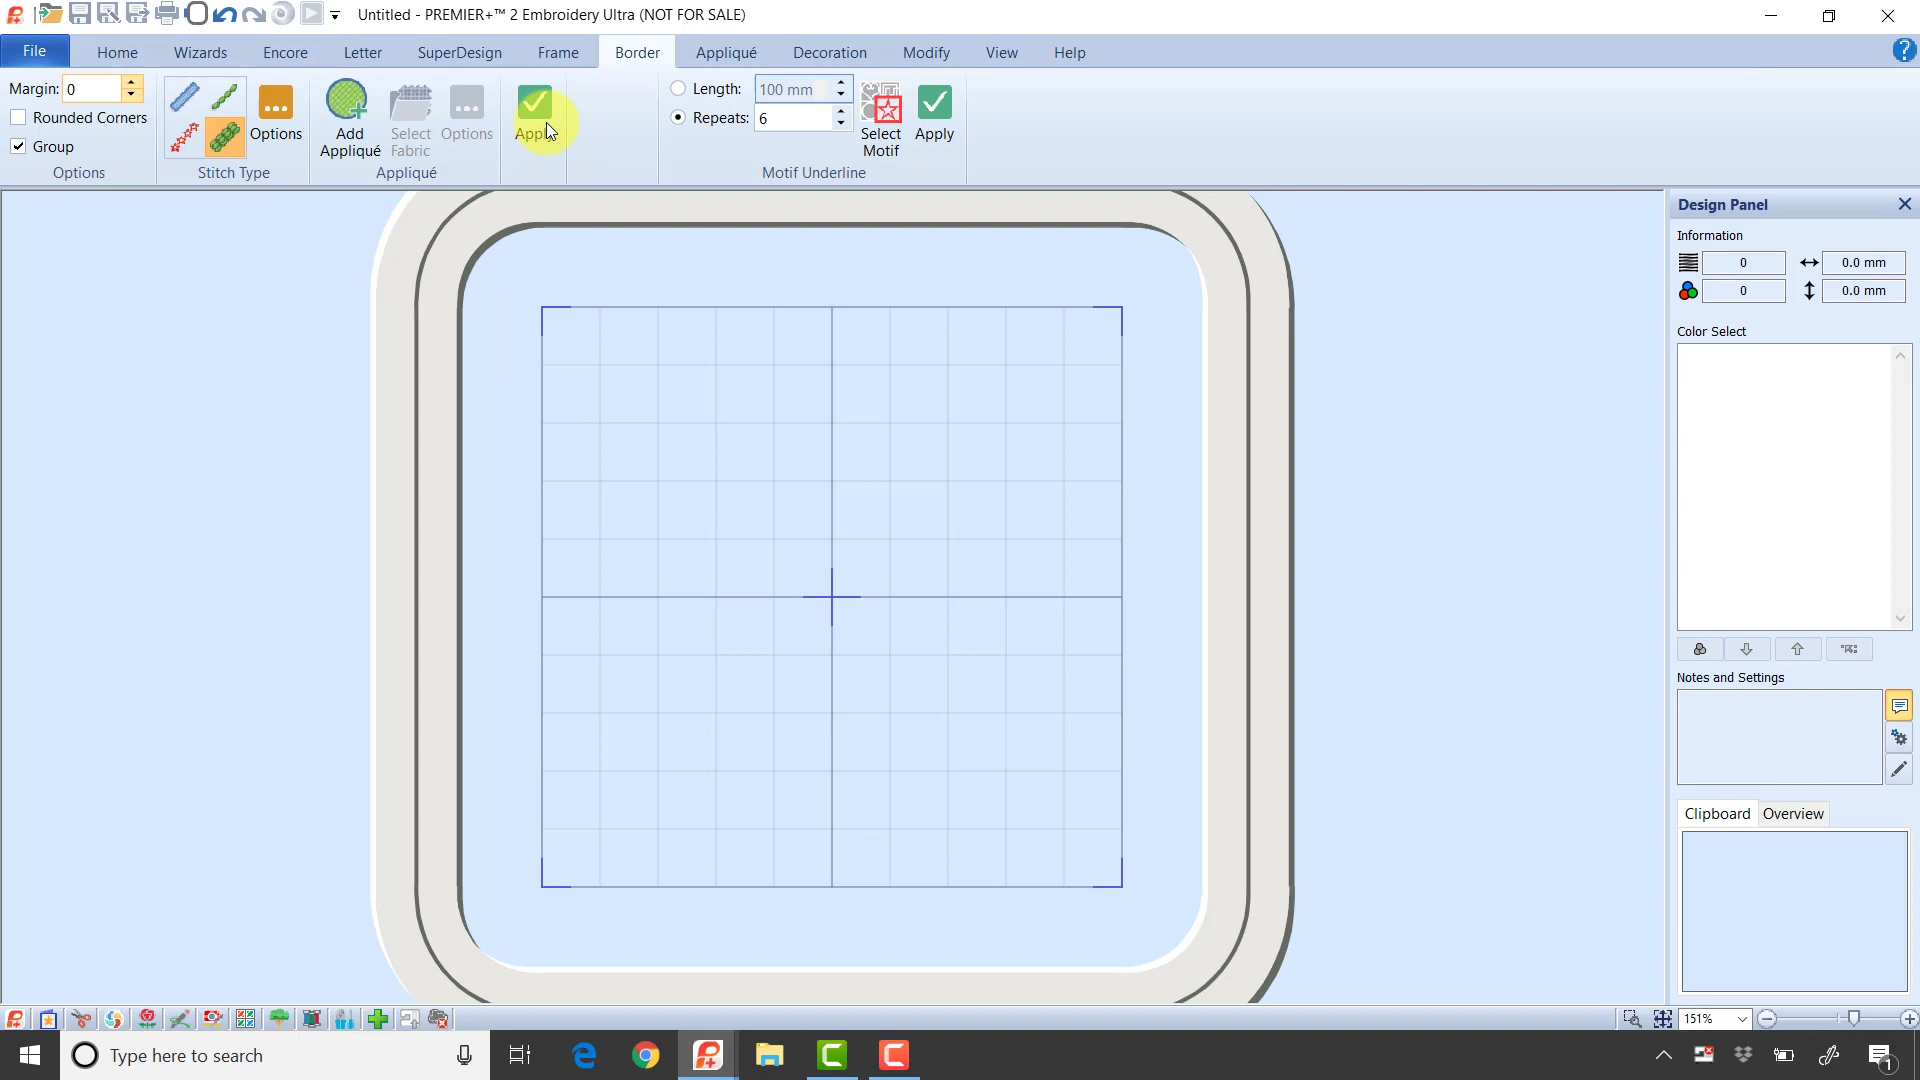 Untitled - PREMIER+™ 2 Embroidery Ultra (NOT FOR SALE)
File Home Wizards Encore Letter SuperDesign Frame Border Appliqué Decoration Modify View Help
Margin: 0
Rounded Corners
Group
Options
Options
Stitch Type
Add Appliqué
Select Fabric
Options
Appliqué
Apply
Length: 100 mm
Repeats: 6
Select Motif
Apply
Motif Underline
Design Panel
Information
0 0.0 mm
0 0.0 mm
Color Select
Notes and Settings
Clipboard Overview
151%
Type here to search
1